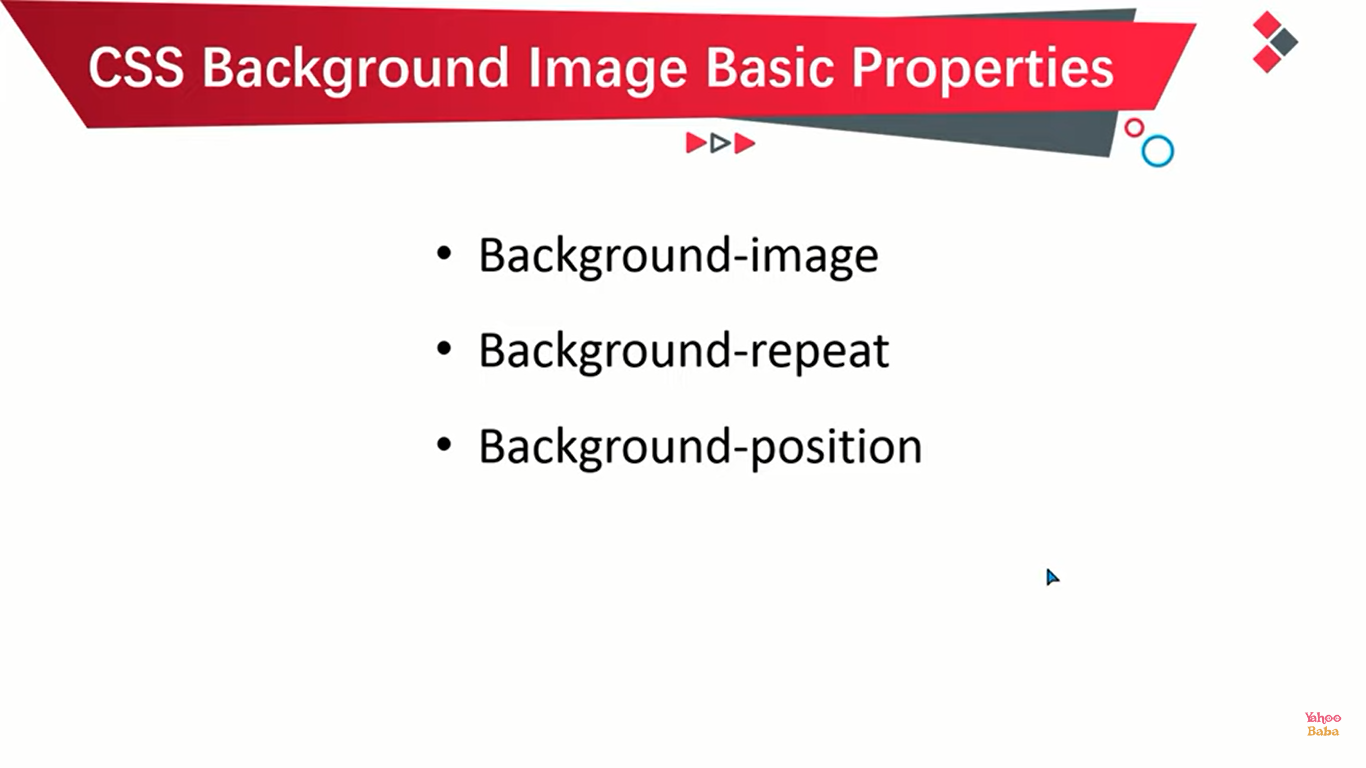 CSS Background Image Basic Properties
• Background-image
• Background-repeat
• Background-position
Yahoo
Baba